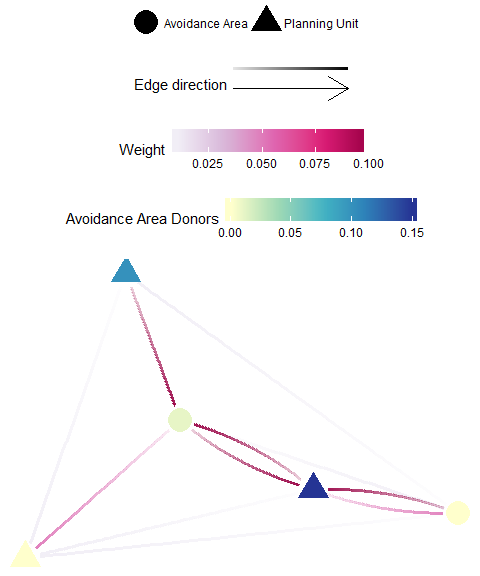 Avoidance Area Planning Unit
Edge direction
Weight
0.025 0.050 0.075 0.100
Avoidance Area Donors
0.00 0.05 0.10 0.15